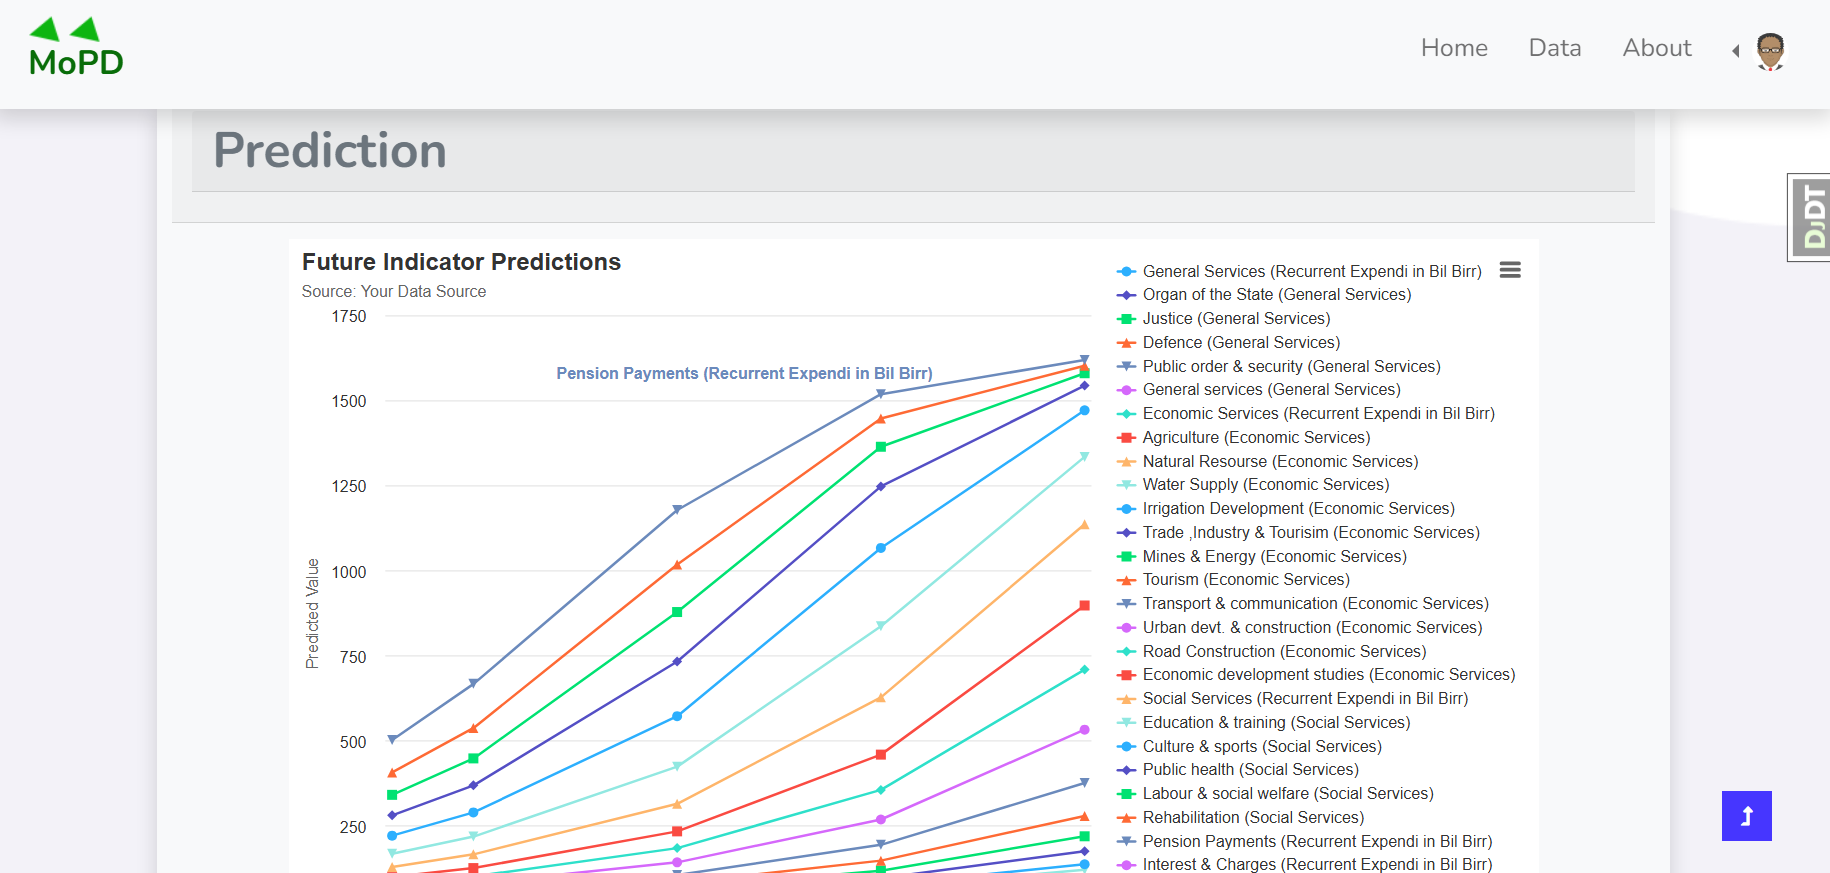 MoPD
Home Data About
Prediction
DJDT
Future Indicator Predictions
Source: Your Data Source
Predicted Value
1750
1500
1250
1000
750
500
250
Pension Payments (Recurrent Expendi in Bil Birr)
General Services (Recurrent Expendi in Bil Birr)
Organ of the State (General Services)
Justice (General Services)
Defence (General Services)
Public order & security (General Services)
General services (General Services)
Economic Services (Recurrent Expendi in Bil Birr)
Agriculture (Economic Services)
Natural Resourse (Economic Services)
Water Supply (Economic Services)
Irrigation Development (Economic Services)
Trade ,Industry & Tourisim (Economic Services)
Mines & Energy (Economic Services)
Tourism (Economic Services)
Transport & communication (Economic Services)
Urban devt. & construction (Economic Services)
Road Construction (Economic Services)
Economic development studies (Economic Services)
Social Services (Recurrent Expendi in Bil Birr)
Education & training (Social Services)
Culture & sports (Social Services)
Public health (Social Services)
Labour & social welfare (Social Services)
Rehabilitation (Social Services)
Pension Payments (Recurrent Expendi in Bil Birr)
Interest & Charges (Recurrent Expendi in Bil Birr)